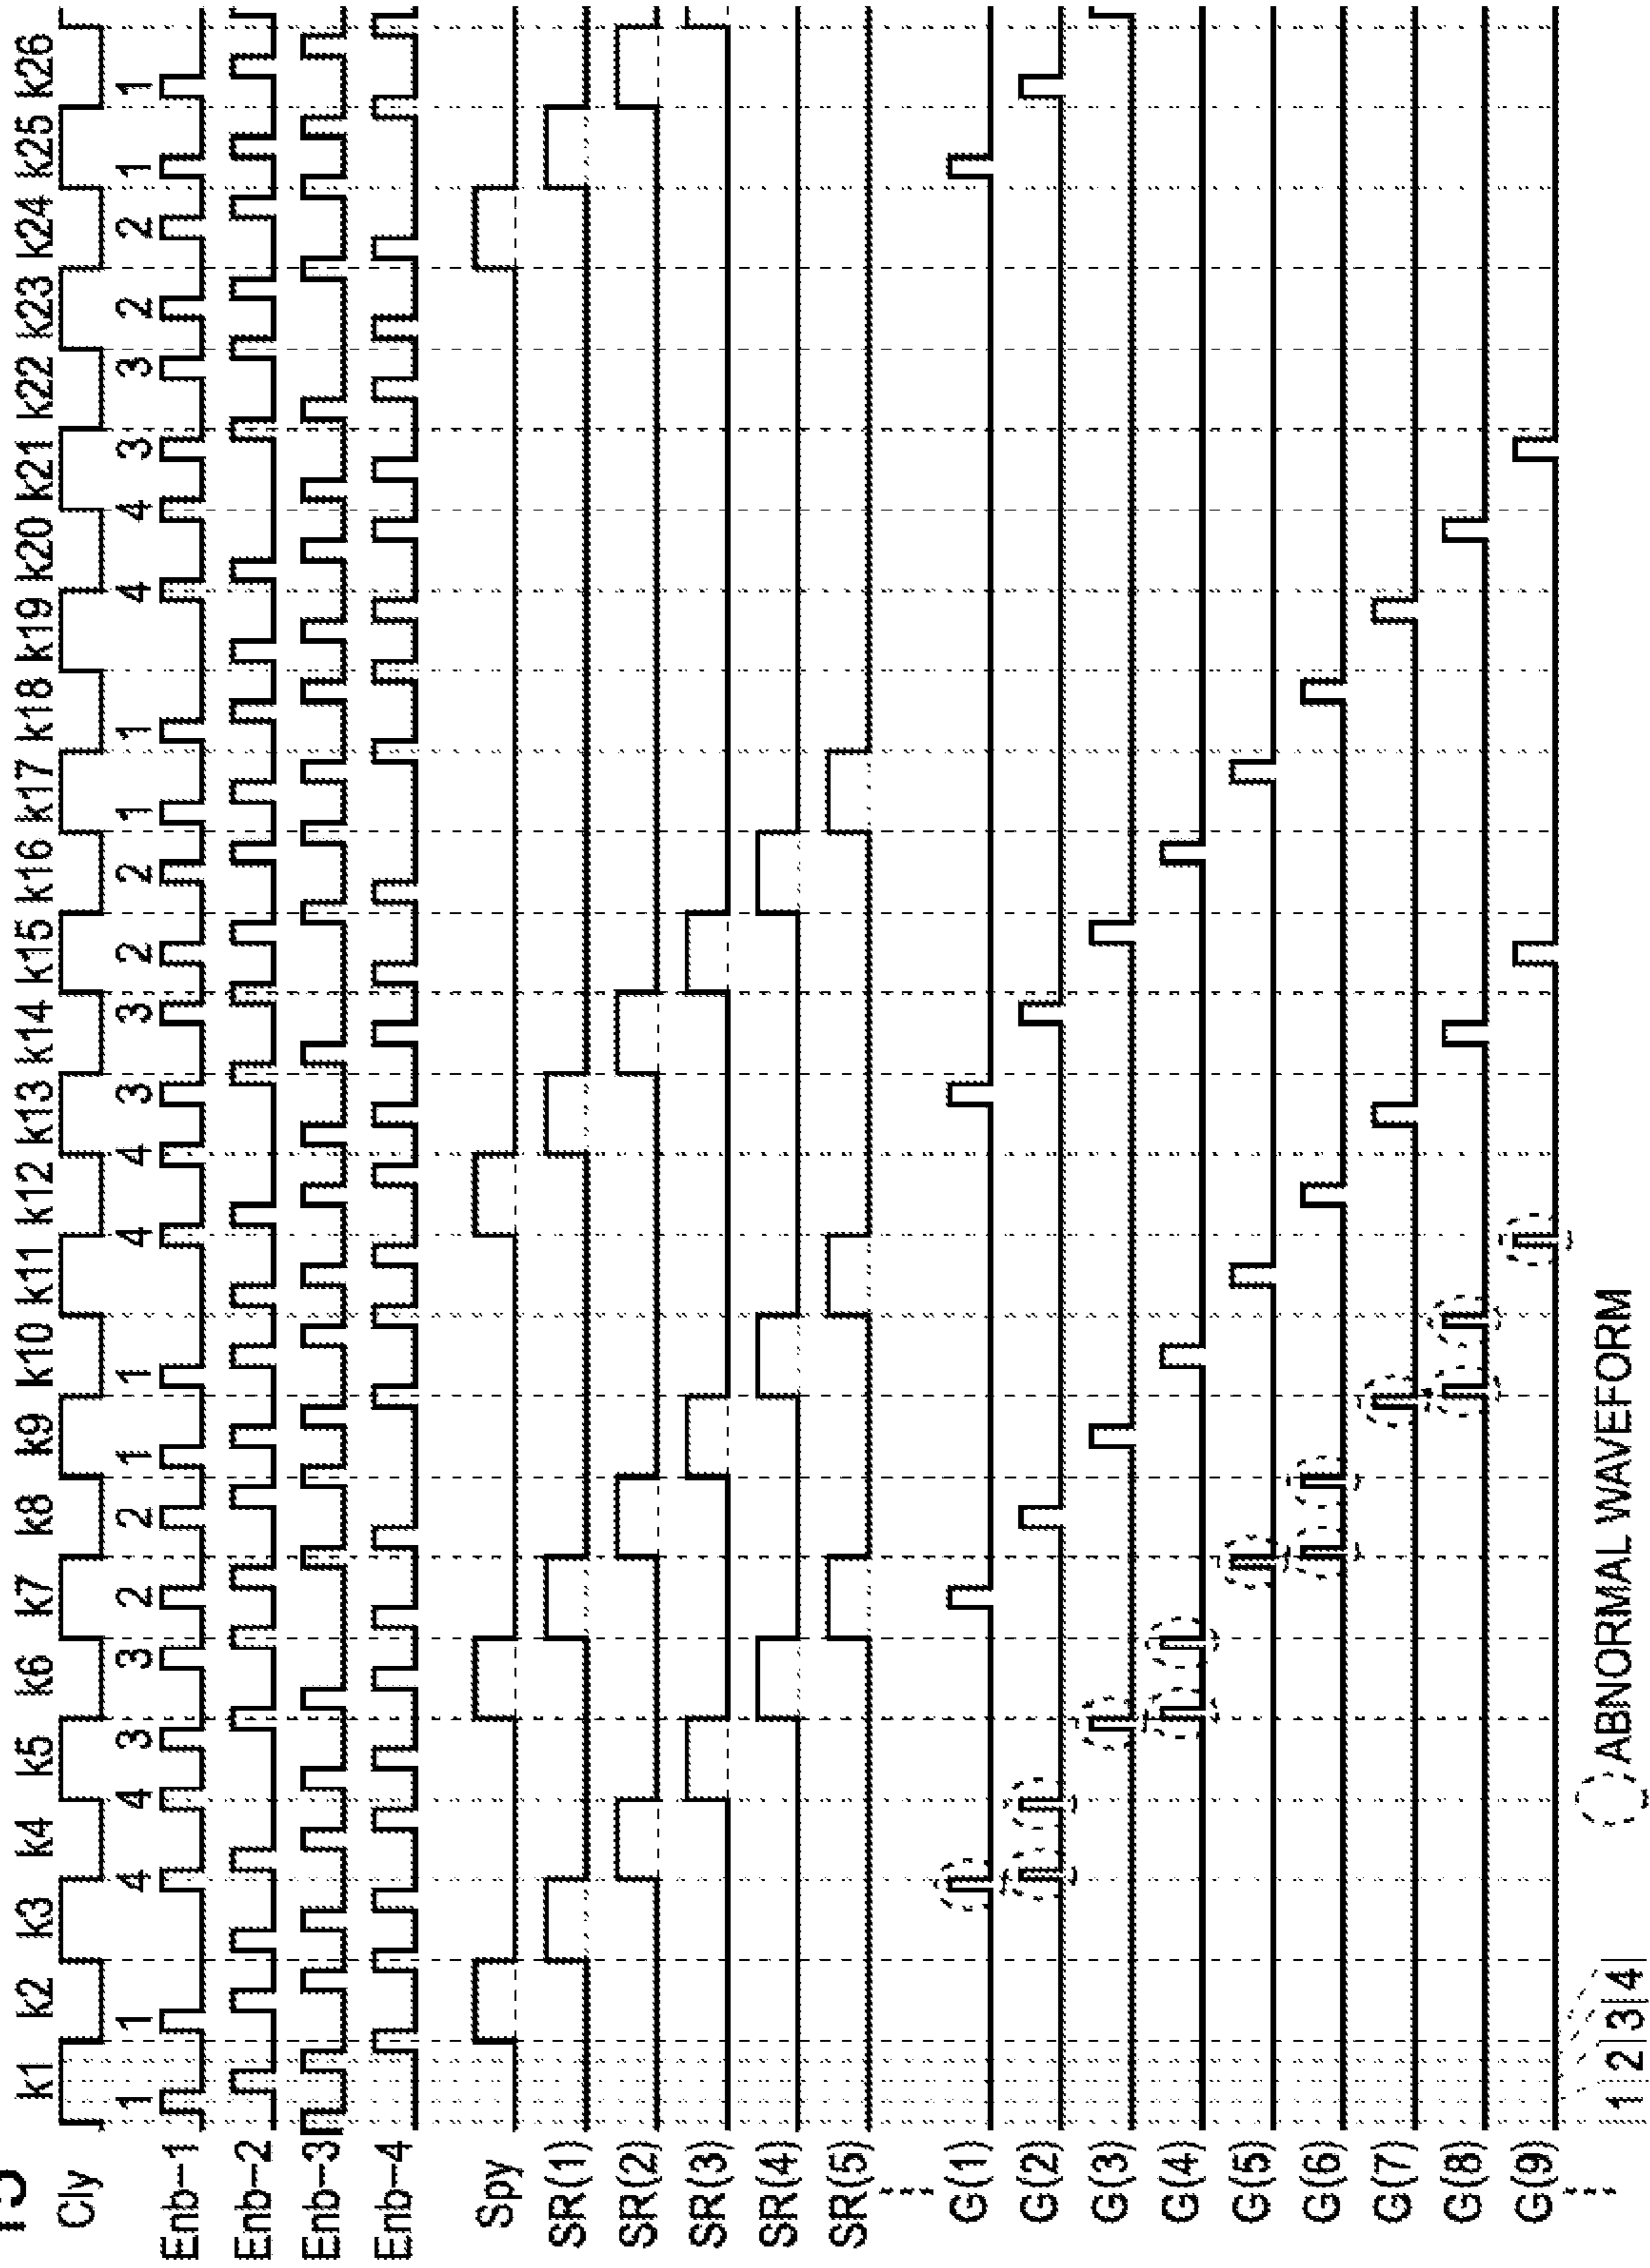 15
k1 k2 k3 k4 k5 k6 k7 k8 k9 k10 k11 k12 k13 k14 k15 k16 k17 k18 k19 k20 k21 k22 k23 k24 k25 k26
Cly
1 1 4 4 3 3 2 2 1 1 4 4 3 3 2 2 1 1 4 4 3 3 2 2 1 1
Enb-1
Enb-2
Enb-3
Enb-4
Spy
SR(1)
SR(2)
SR(3)
SR(4)
SR(5)
G(1)
G(2)
G(3)
G(4)
G(5)
G(6)
G(7)
G(8)
G(9)
1 2 3 4
ABNORMAL WAVEFORM